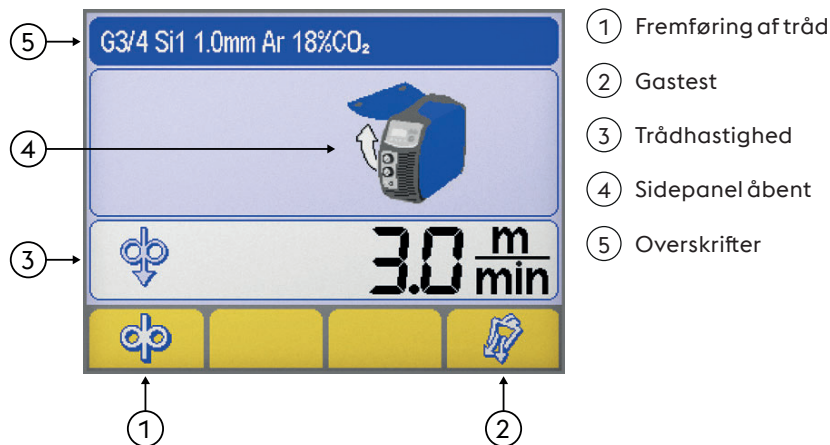 5 G3/4 Si1 1.0mm Ar 18%CO₂
4
3 3.0 m/min
1 2
1 Fremføring af tråd
2 Gastest
3 Trådhastighed
4 Sidepanel åbent
5 Overskrifter